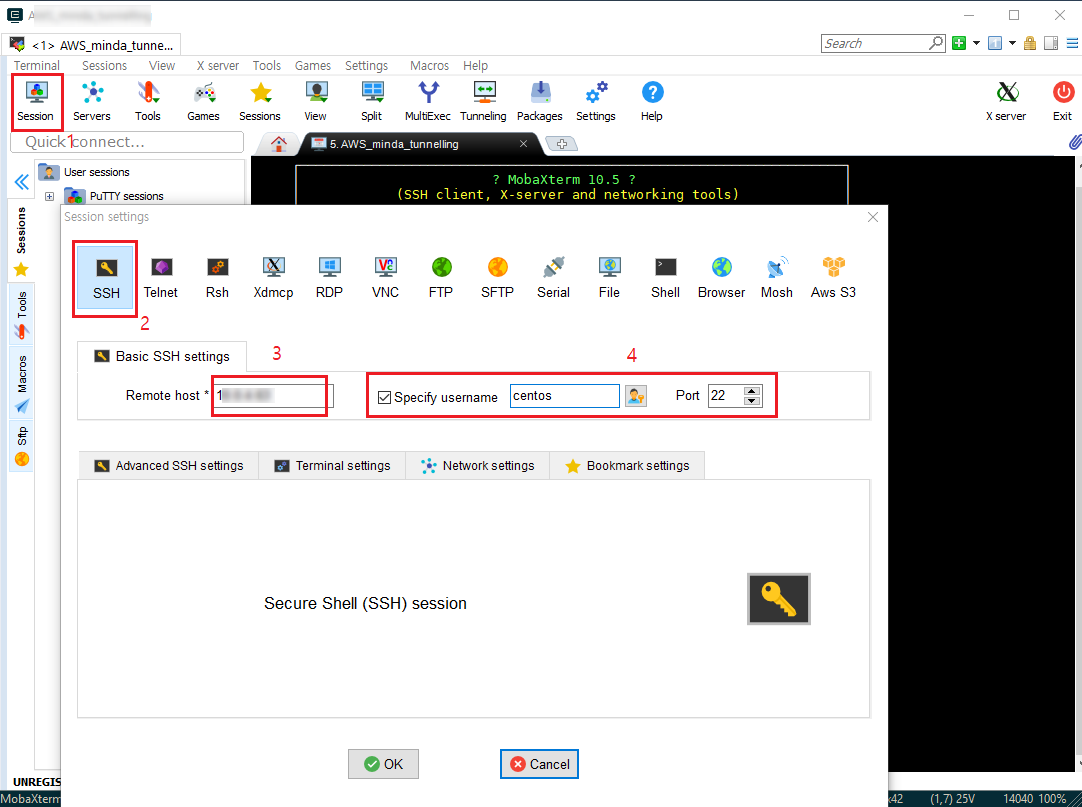 <1> AWS_minda_tunne...
Search
Terminal Sessions View X server Tools Games Settings Macros Help
Session Servers Tools Games Sessions View Split MultiExec Tunneling Packages Settings Help X server Exit
1
Quick connect...
5. AWS_minda_tunnelling
User sessions
PuTTY sessions
? MobaXterm 10.5 ?
(SSH client, X-server and networking tools)
Sessions
Tools
Macros
Sftp
Session settings
SSH Telnet Rsh Xdmcp RDP VNC FTP SFTP Serial File Shell Browser Mosh Aws S3
2
Basic SSH settings
3
4
Remote host * 1
Specify username centos Port 22
Advanced SSH settings Terminal settings Network settings Bookmark settings
Secure Shell (SSH) session
OK Cancel
UNREGIS
MobaXterm
x42 (1,7) 25V 14040 100%